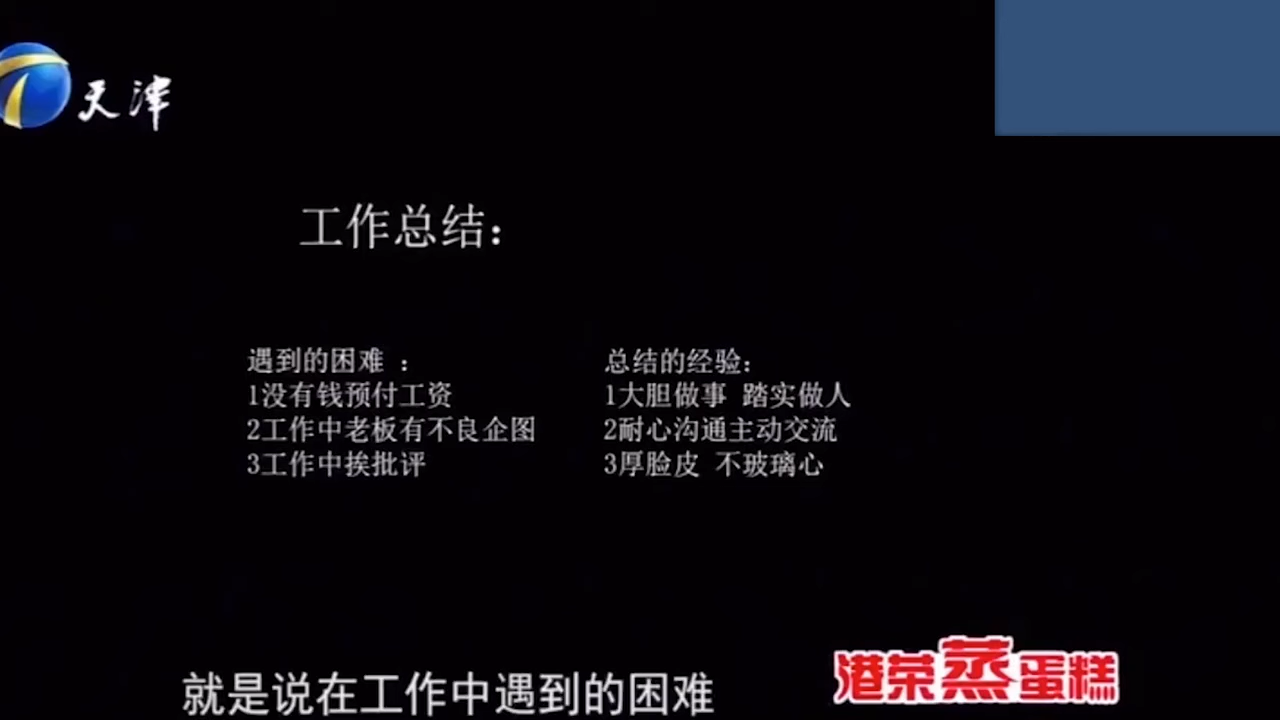 天津
工作总结：
遇到的困难 ：
1没有钱预付工资
2工作中老板有不良企图
3工作中挨批评
总结的经验：
1大胆做事 踏实做人
2耐心沟通主动交流
3厚脸皮 不玻璃心
港荣蒸蛋糕
就是说在工作中遇到的困难